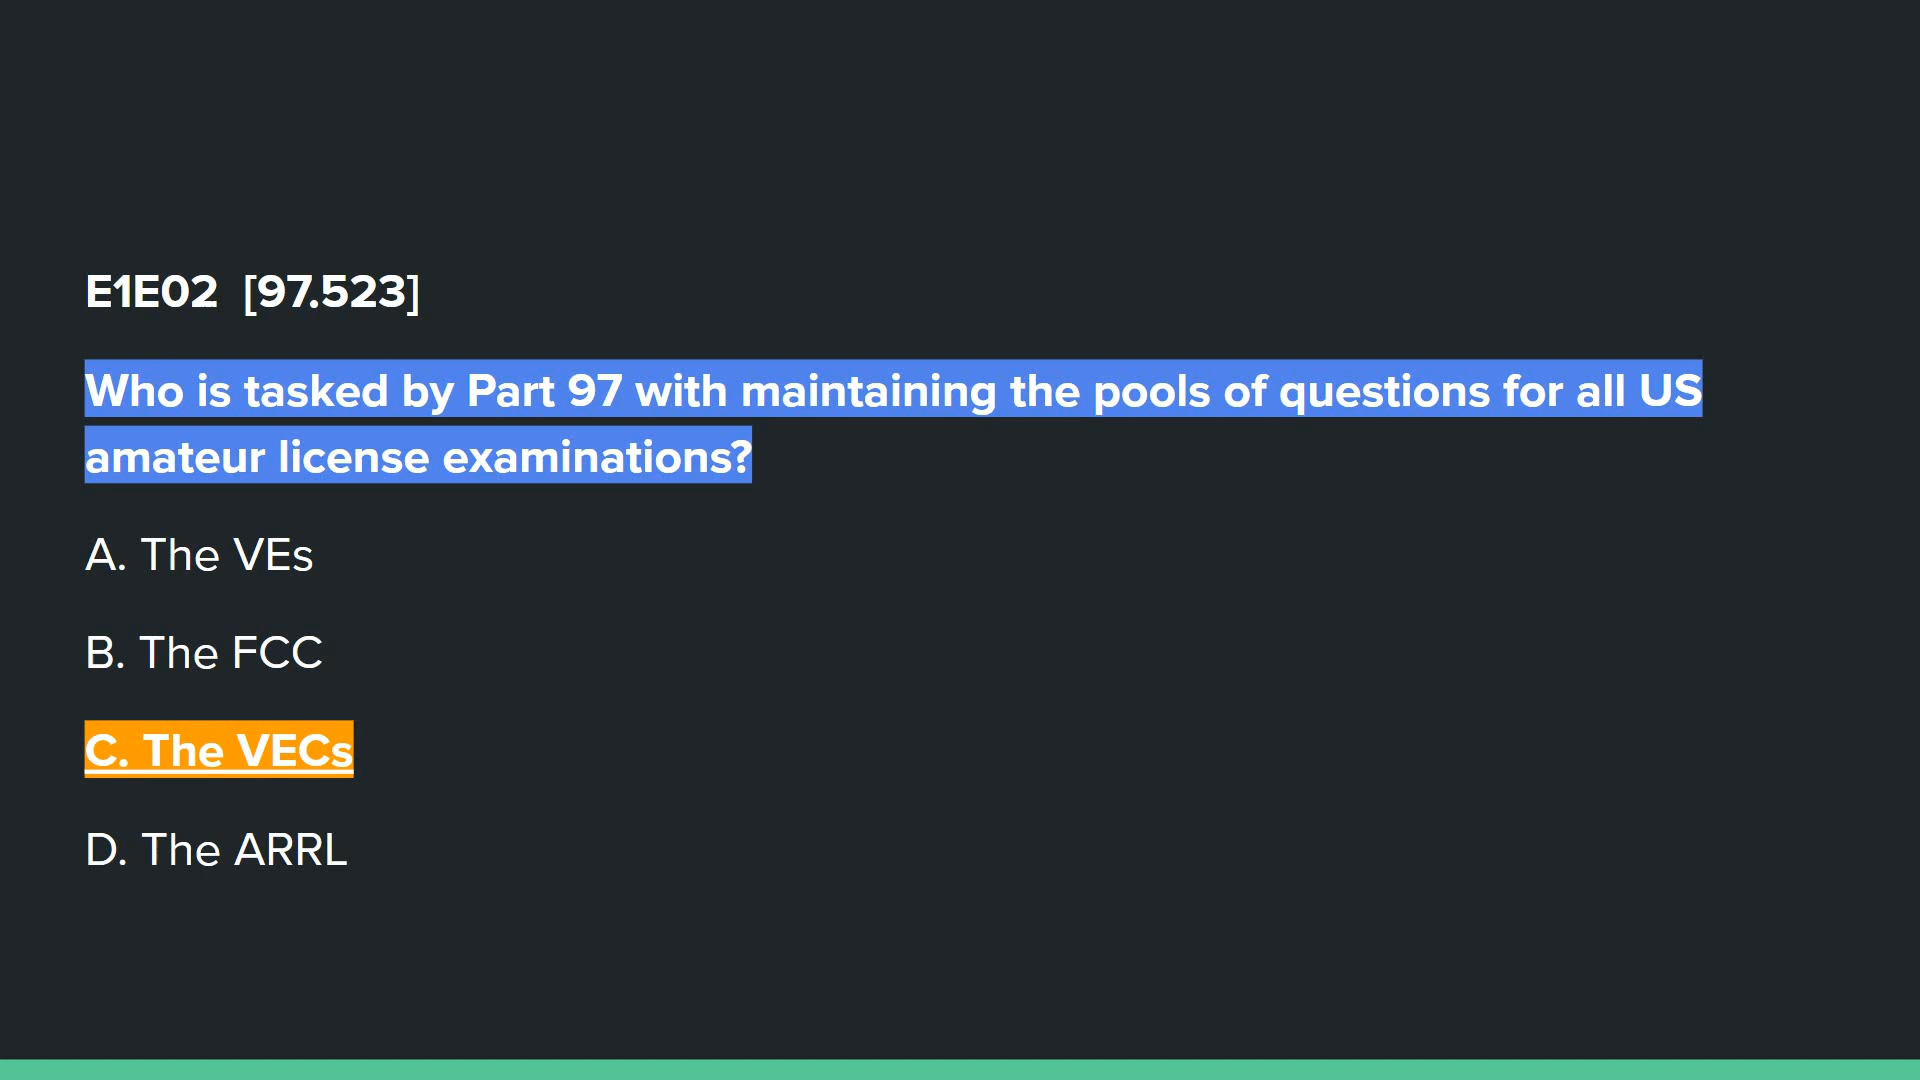 E1E02 [97.523]
Who is tasked by Part 97 with maintaining the pools of questions for all US
amateur license examinations?
A. The VEs
B. The FCC
C. The VECs
D. The ARRL